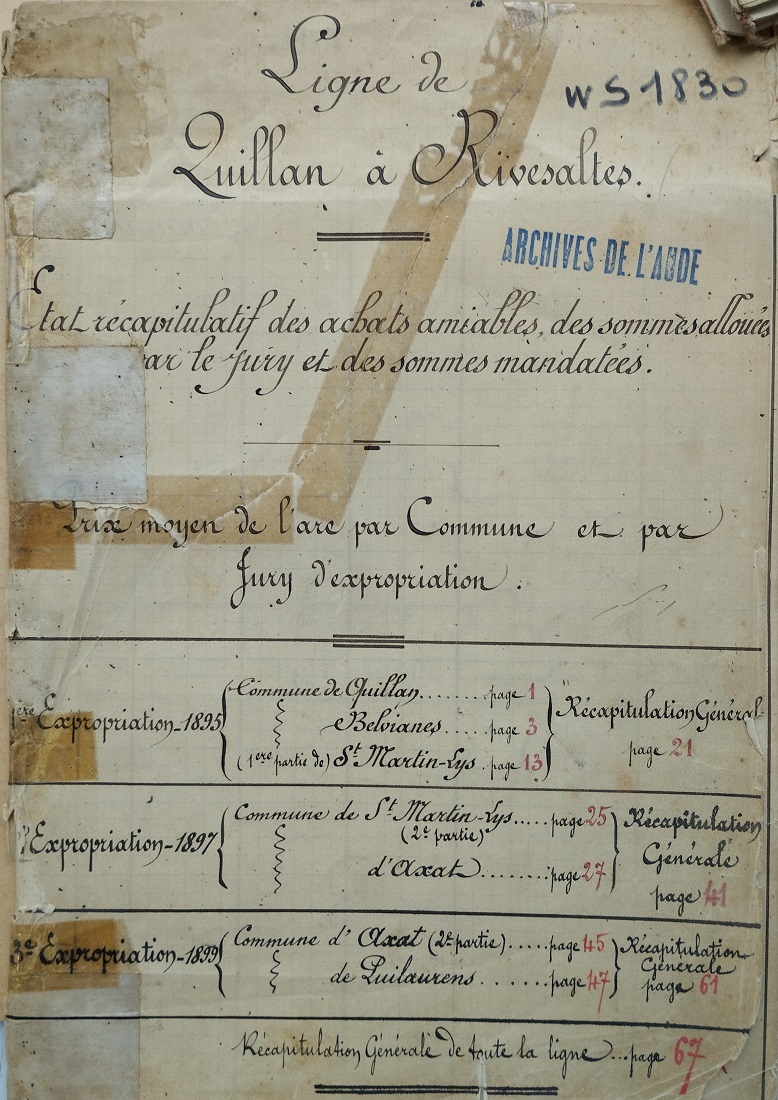 Ligne de
WS 1830
Quillan à Rivesaltes.
ARCHIVES DE L'AUDE
Etat récapitulatif des achats amiables, des sommes allouées
par le Jury et des sommes mandatées.
Prix moyen de l'are par Commune et par
Jury d'expropriation.
1ere Expropriation-1895 Commune de Quillan....... page 1
Belvianes..... page 3
(1ere partie de) St Martin-Lys. page 13
Récapitulation Général
page 21
Expropriation-1897 Commune de St Martin-Lys..... page 25
(2e partie)
d'Axat........ page 27
Récapitulation
Générale
page 41
3e Expropriation-1899 Commune d'Axat (2e partie)..... page 45
de Puilaurens....... page 47
Récapitulation
Générale
page 61
Récapitulation Générale de toute la ligne...page 67